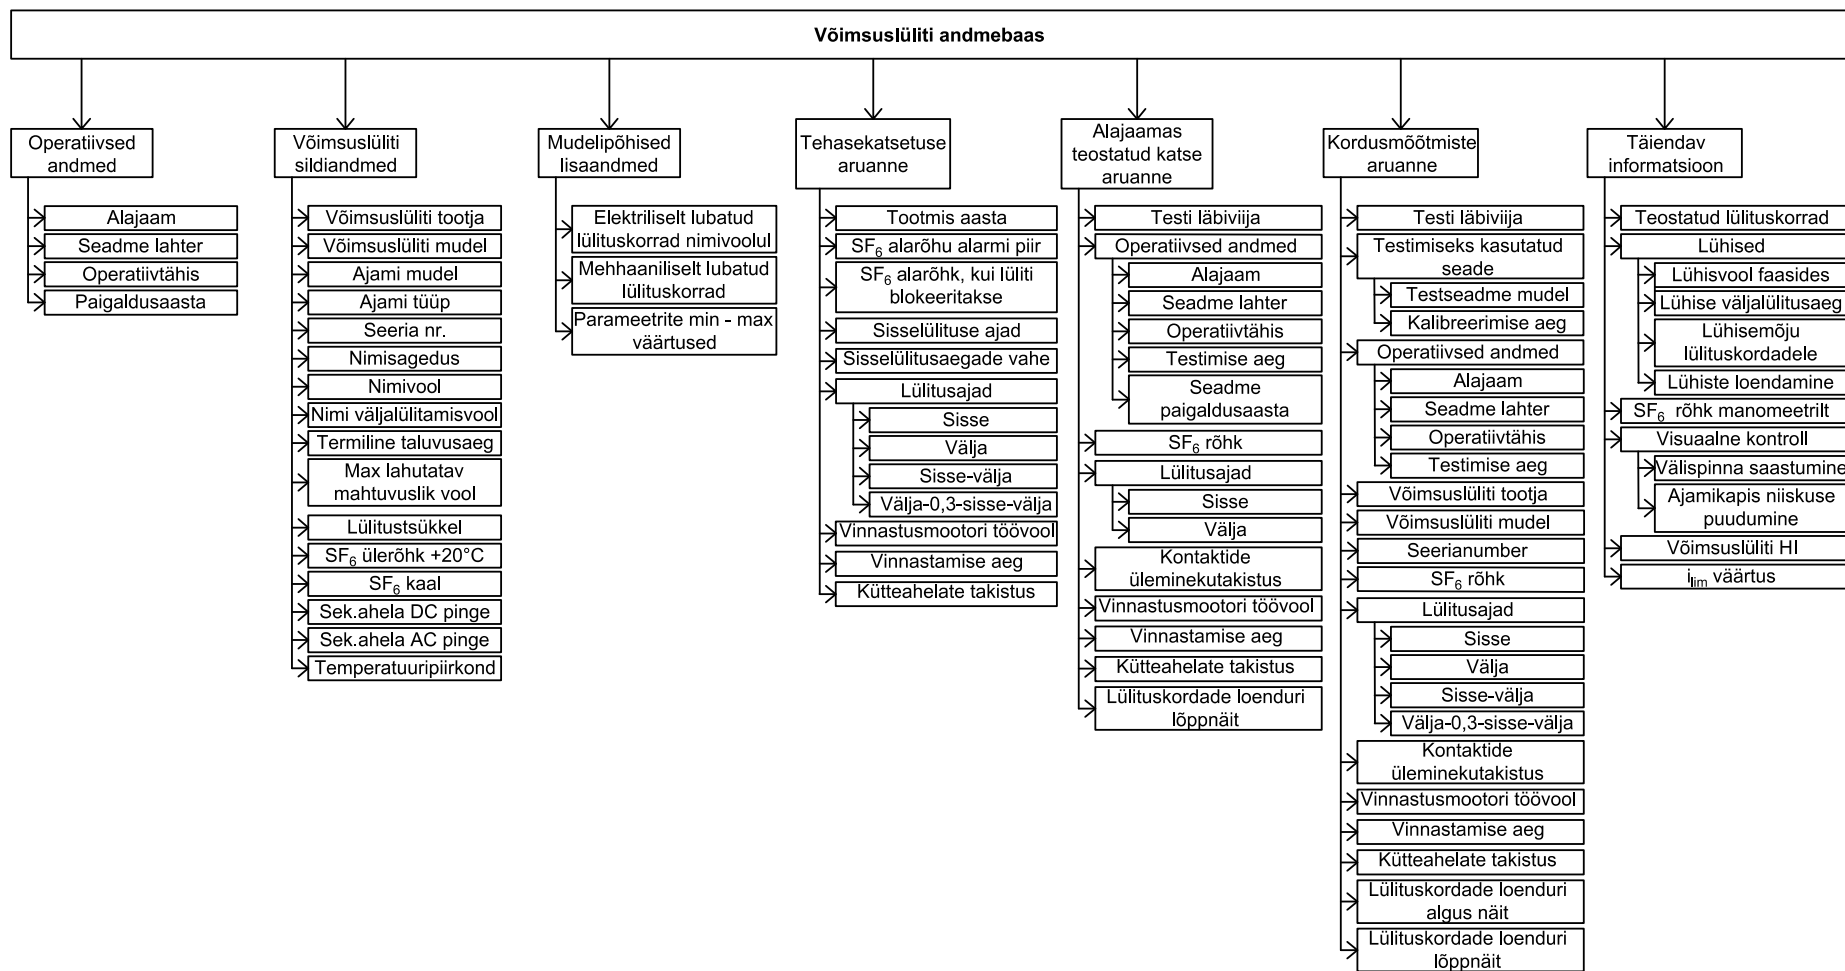 Võimsuslüliti andmebaas
Operatiivsed
andmed
Alajaam
Seadme lahter
Operatiivtähis
Paigaldusaasta
Võimsuslüliti
sildiandmed
Võimsuslüliti tootja
Võimsuslüliti mudel
Ajami mudel
Ajami tüüp
Seeria nr.
Nimisagedus
Nimivool
Nimi väljalülitamisvool
Termiline taluvusaeg
Max lahutatav
mahtuvuslik vool
Lülitustsükkel
SF₆ ülerõhk +20°C
SF₆ kaal
Sek.ahela DC pinge
Sek.ahela AC pinge
Temperatuuripiirkond
Mudelipõhised
lisaandmed
Elektriliselt lubatud
lülituskorrad nimivoolul
Mehhaaniliselt lubatud
lülituskorrad
Parameetrite min - max
väärtused
Tehasekatsetuse
aruanne
Tootmis aasta
SF₆ alarõhu alarmi piir
SF₆ alarõhk, kui lüliti
blokeeritakse
Sisselülituse ajad
Sisselülitusaegade vahe
Lülitusajad
Sisse
Välja
Sisse-välja
Välja-0,3-sisse-välja
Vinnastusmootori töövool
Vinnastamise aeg
Kütteahelate takistus
Alajaamas
teostatud katse
aruanne
Testi läbiviija
Operatiivsed andmed
Alajaam
Seadme lahter
Operatiivtähis
Testimise aeg
Seadme
paigaldusaasta
SF₆ rõhk
Lülitusajad
Sisse
Välja
Kontaktide
üleminekutakistus
Vinnastusmootori töövool
Vinnastamise aeg
Kütteahelate takistus
Lülituskordade loenduri
lõppnäit
Kordusmõõtmiste
aruanne
Testi läbiviija
Testimiseks kasutatud
seade
Testseadme mudel
Kalibreerimise aeg
Operatiivsed andmed
Alajaam
Seadme lahter
Operatiivtähis
Testimise aeg
Võimsuslüliti tootja
Võimsuslüliti mudel
Seerianumber
SF₆ rõhk
Lülitusajad
Sisse
Välja
Sisse-välja
Välja-0,3-sisse-välja
Kontaktide
üleminekutakistus
Vinnastusmootori töövool
Vinnastamise aeg
Kütteahelate takistus
Lülituskordade loenduri
algus näit
Lülituskordade loenduri
lõppnäit
Täiendav
informatsioon
Teostatud lülituskorrad
Lühised
Lühisvool faasides
Lühise väljalülitusaeg
Lühisemõju
lülituskordadele
Lühiste loendamine
SF₆ rõhk manomeetrilt
Visuaalne kontroll
Välispinna saastumine
Ajamikapis niiskuse
puudumine
Võimsuslüliti HI
i_lim väärtus